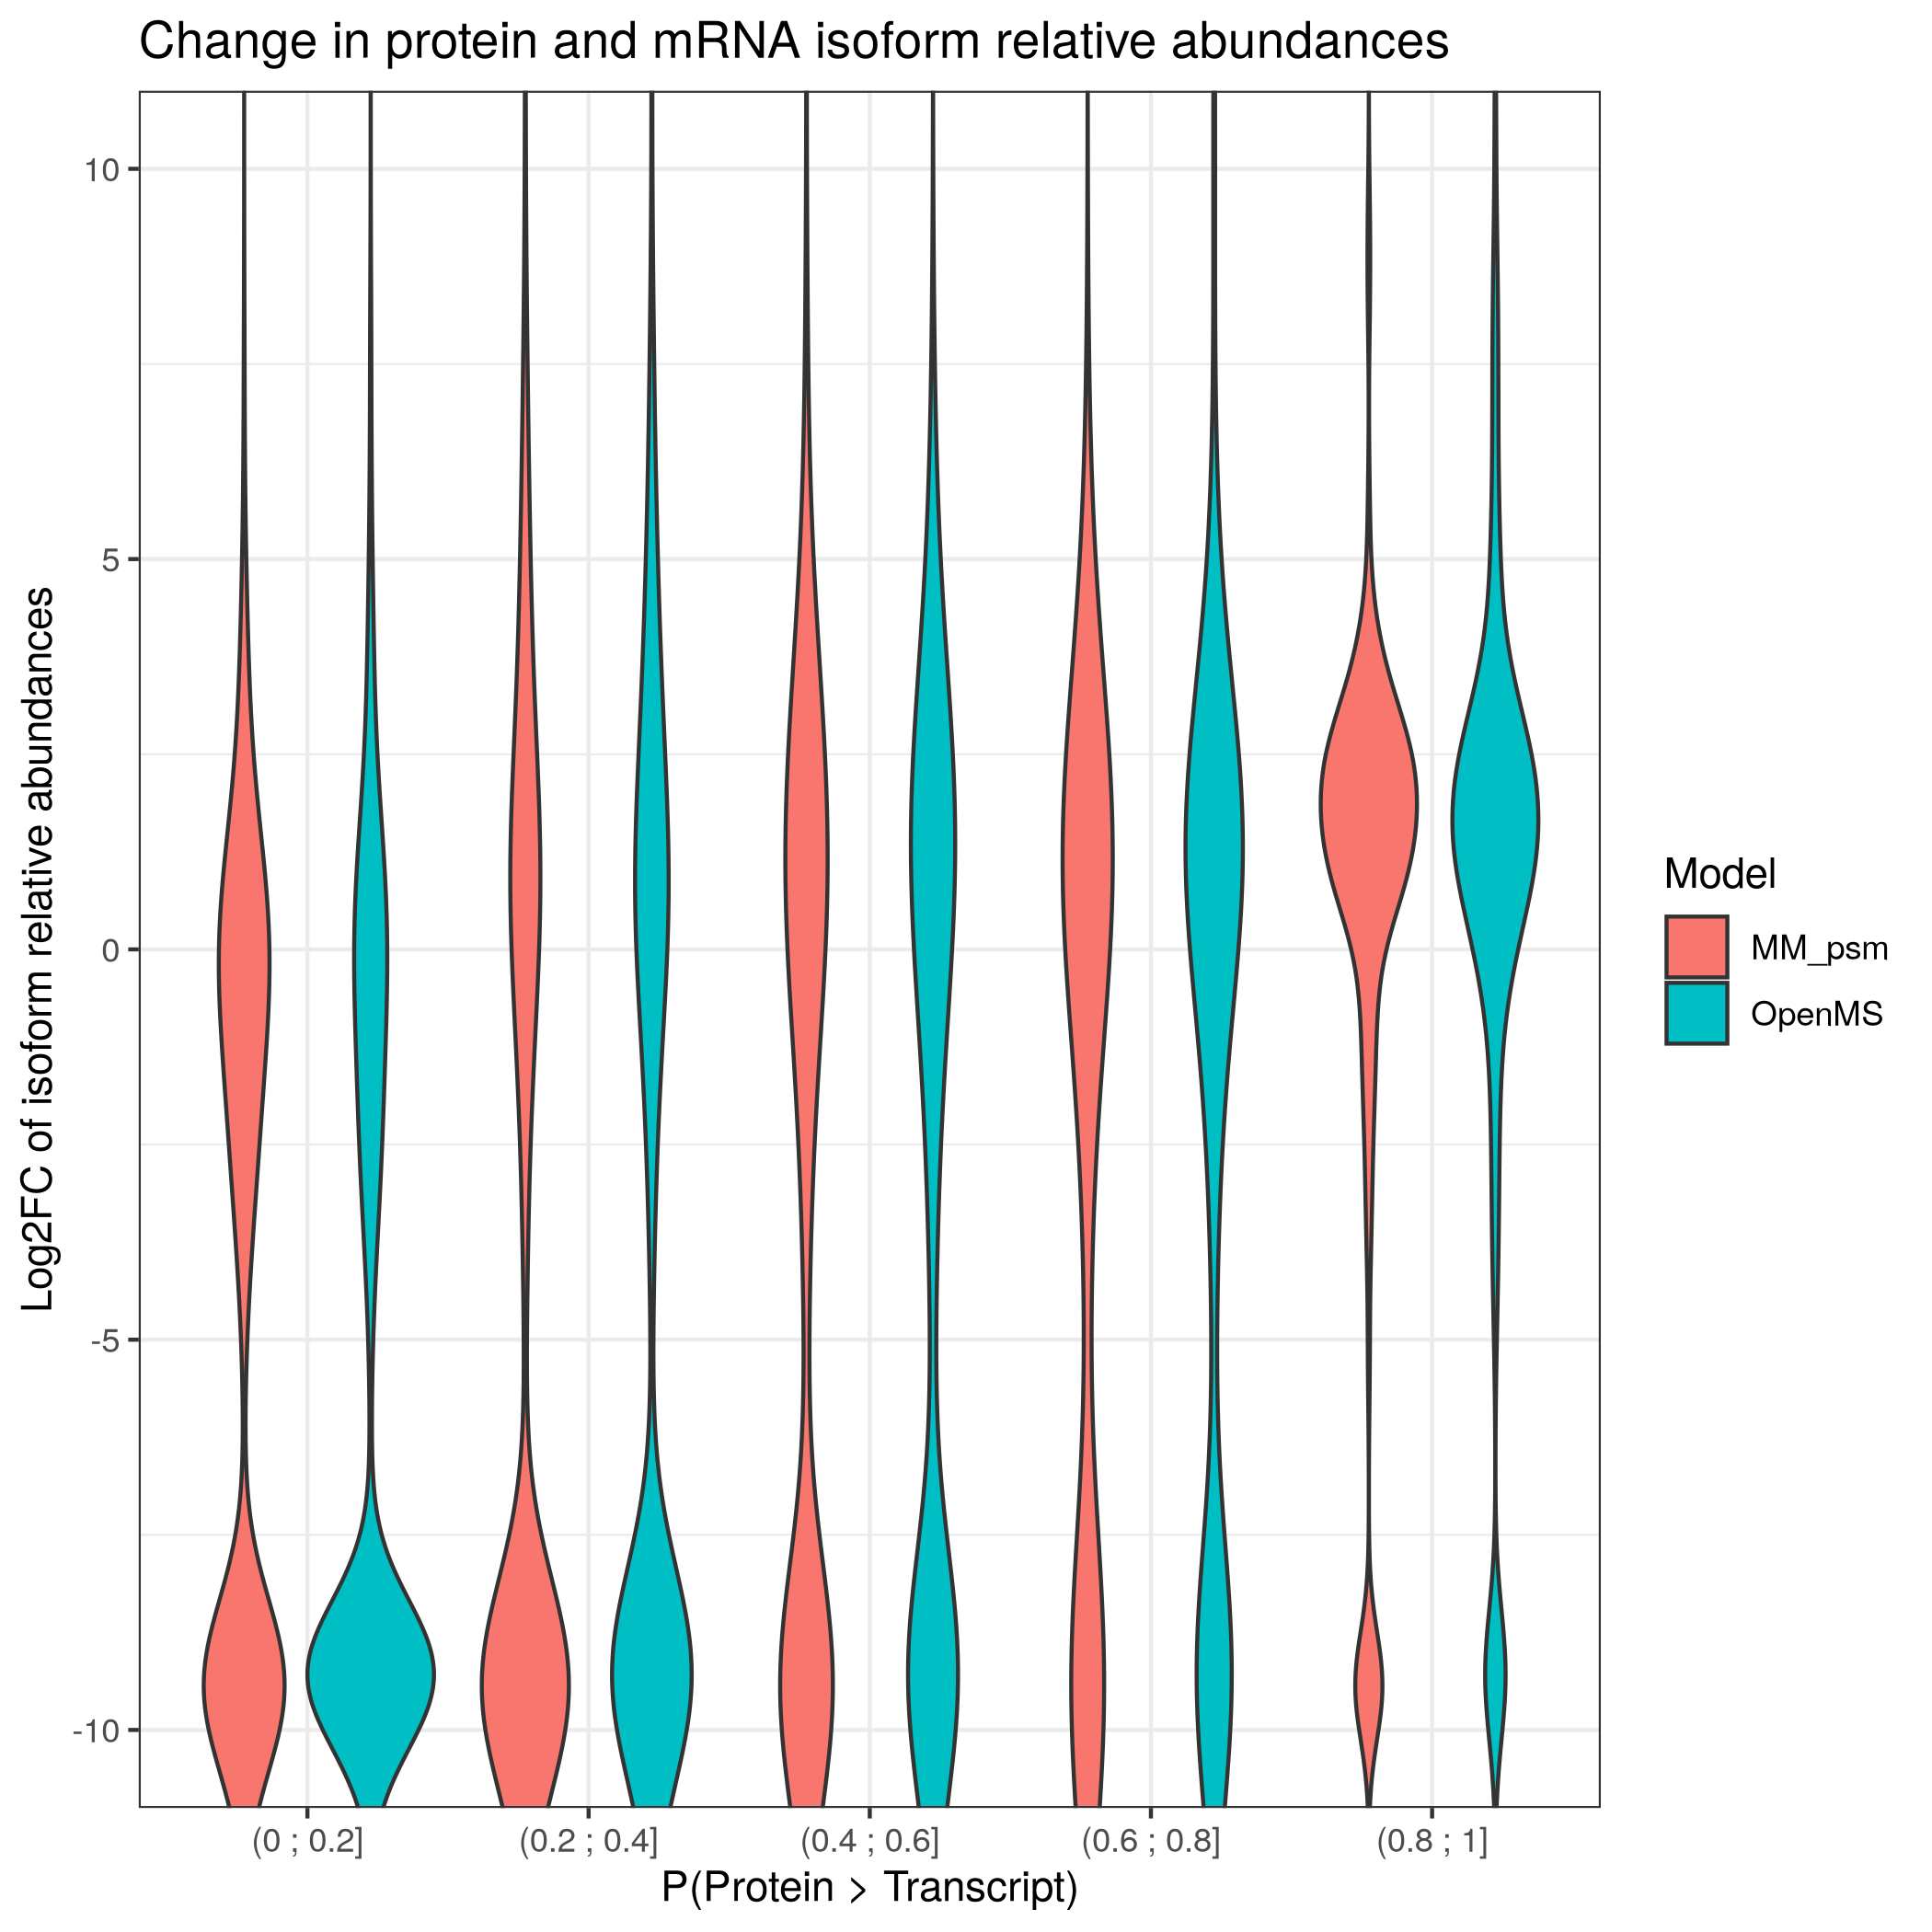 Change in protein and mRNA isoform relative abundances
Log2FC of isoform relative abundances
10
5
0
-5
-10
(0 ; 0.2]
(0.2 ; 0.4]
(0.4 ; 0.6]
(0.6 ; 0.8]
(0.8 ; 1]
P(Protein > Transcript)
Model
MM_psm
OpenMS